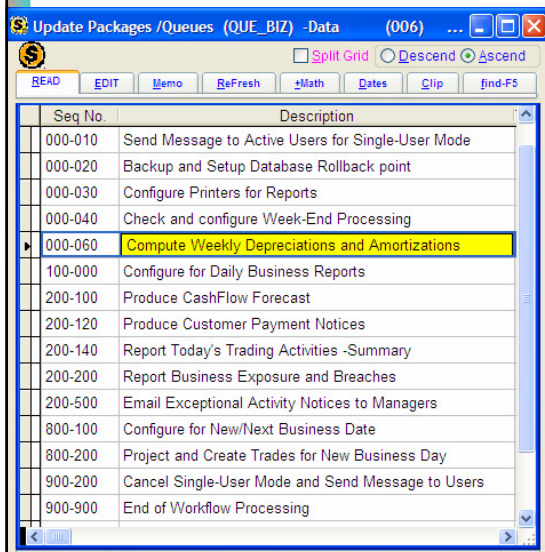 Update Packages /Queues (QUE_BIZ) -Data (006) ...
S
Split Grid Descend Ascend
READ EDIT Memo ReFresh +Math Dates Clip find-F5
Seq No. Description
000-010 Send Message to Active Users for Single-User Mode
000-020 Backup and Setup Database Rollback point
000-030 Configure Printers for Reports
000-040 Check and configure Week-End Processing
000-060 Compute Weekly Depreciations and Amortizations
100-000 Configure for Daily Business Reports
200-100 Produce CashFlow Forecast
200-120 Produce Customer Payment Notices
200-140 Report Today's Trading Activities -Summary
200-200 Report Business Exposure and Breaches
200-500 Email Exceptional Activity Notices to Managers
800-100 Configure for New/Next Business Date
800-200 Project and Create Trades for New Business Day
900-200 Cancel Single-User Mode and Send Message to Users
900-900 End of Workflow Processing